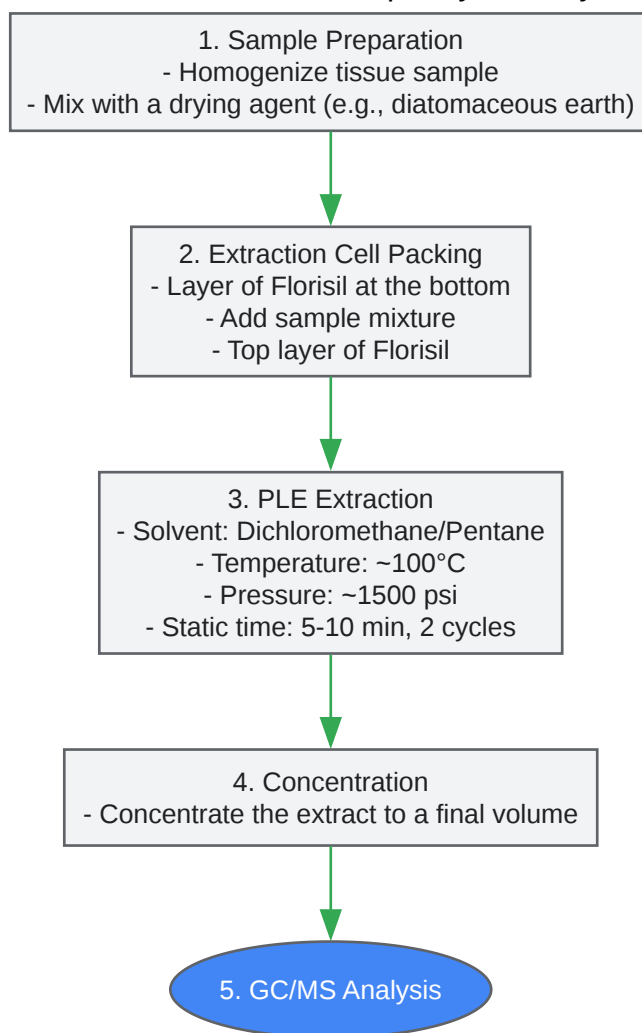 1. Sample Preparation
- Homogenize tissue sample
- Mix with a drying agent (e.g., diatomaceous earth)
2. Extraction Cell Packing
- Layer of Florisil at the bottom
- Add sample mixture
- Top layer of Florisil
3. PLE Extraction
- Solvent: Dichloromethane/Pentane
- Temperature: ~100°C
- Pressure: ~1500 psi
- Static time: 5-10 min, 2 cycles
4. Concentration
- Concentrate the extract to a final volume
5. GC/MS Analysis